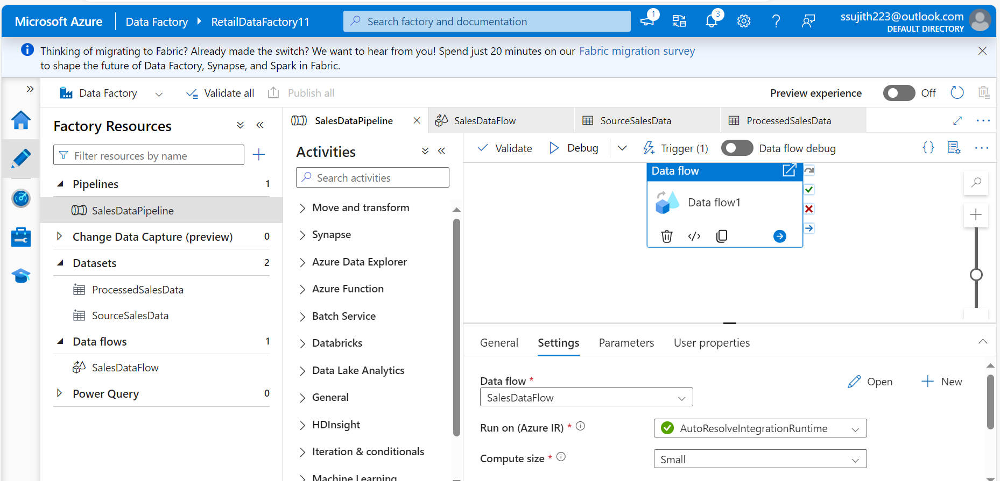 Microsoft Azure
Data Factory
RetailDataFactory11
Search factory and documentation
1
3
?
ssujith223@outlook.com
DEFAULT DIRECTORY
Thinking of migrating to Fabric? Already made the switch? We want to hear from you! Spend just 20 minutes on our Fabric migration survey
to shape the future of Data Factory, Synapse, and Spark in Fabric.
Data Factory
Validate all
Publish all
Preview experience
Off
Factory Resources
Filter resources by name
Pipelines 1
SalesDataPipeline
Change Data Capture (preview) 0
Datasets 2
ProcessedSalesData
SourceSalesData
Data flows 1
SalesDataFlow
Power Query 0
SalesDataPipeline
SalesDataFlow
SourceSalesData
ProcessedSalesData
Activities
Search activities
Move and transform
Synapse
Azure Data Explorer
Azure Function
Batch Service
Databricks
Data Lake Analytics
General
HDInsight
Iteration & conditionals
Machine Learning
Validate
Debug
Trigger (1)
Data flow debug
{}
Data flow
Data flow1
</>
General
Settings
Parameters
User properties
Data flow *
Open
New
SalesDataFlow
Run on (Azure IR) *
AutoResolveIntegrationRuntime
Compute size *
Small